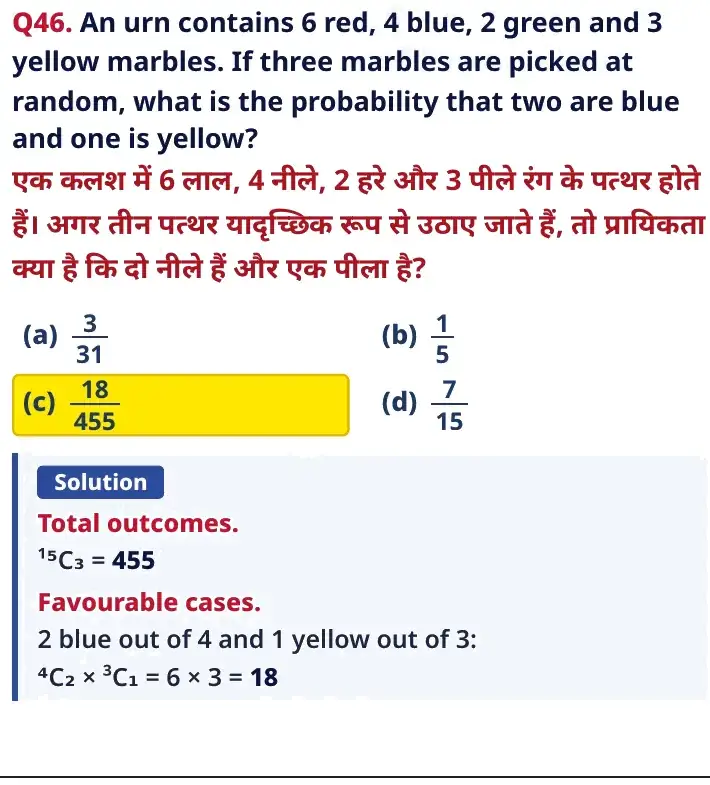 Q46. An urn contains 6 red, 4 blue, 2 green and 3
yellow marbles. If three marbles are picked at
random, what is the probability that two are blue
and one is yellow?
एक कलश में 6 लाल, 4 नीले, 2 हरे और 3 पीले रंग के पत्थर होते
हैं। अगर तीन पत्थर यादृच्छिक रूप से उठाए जाते हैं, तो प्रायिकता
क्या है कि दो नीले हैं और एक पीला है?
(a) 3/31 (b) 1/5
(c) 18/455 (d) 7/15
Solution
Total outcomes.
¹⁵C₃ = 455
Favourable cases.
2 blue out of 4 and 1 yellow out of 3:
⁴C₂ × ³C₁ = 6 × 3 = 18